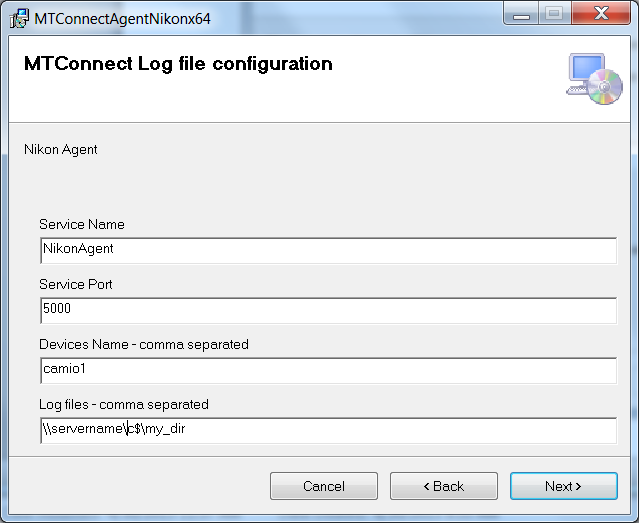 MTConnectAgentNikonx64
MTConnect Log file configuration
Nikon Agent
Service Name
NikonAgent
Service Port
5000
Devices Name - comma separated
camio1
Log files - comma separated
\\servername\c$\my_dir
Cancel
< Back
Next >